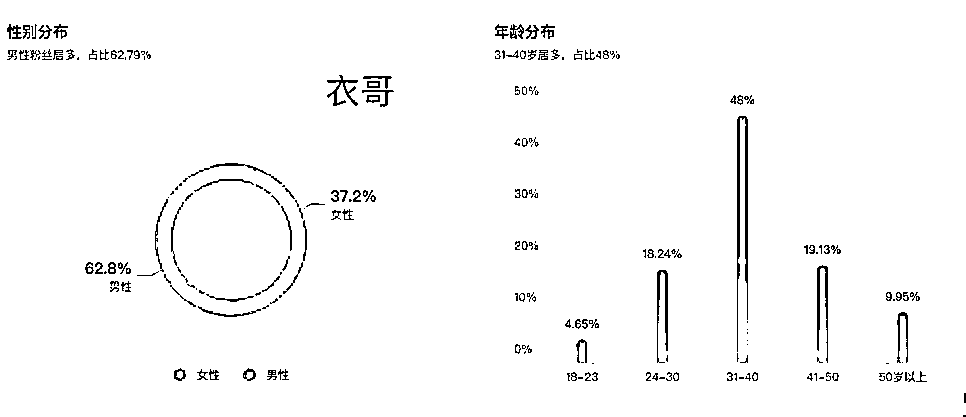 性别分布
男性粉丝居多，占比62.79%
衣哥
37.2%
女性
62.8%
男性
女性 男性
年龄分布
31-40岁居多，占比48%
50%
40%
30%
20%
10%
0%
4.65%
18.24%
48%
19.13%
9.95%
18-23 24-30 31-40 41-50 50岁以上